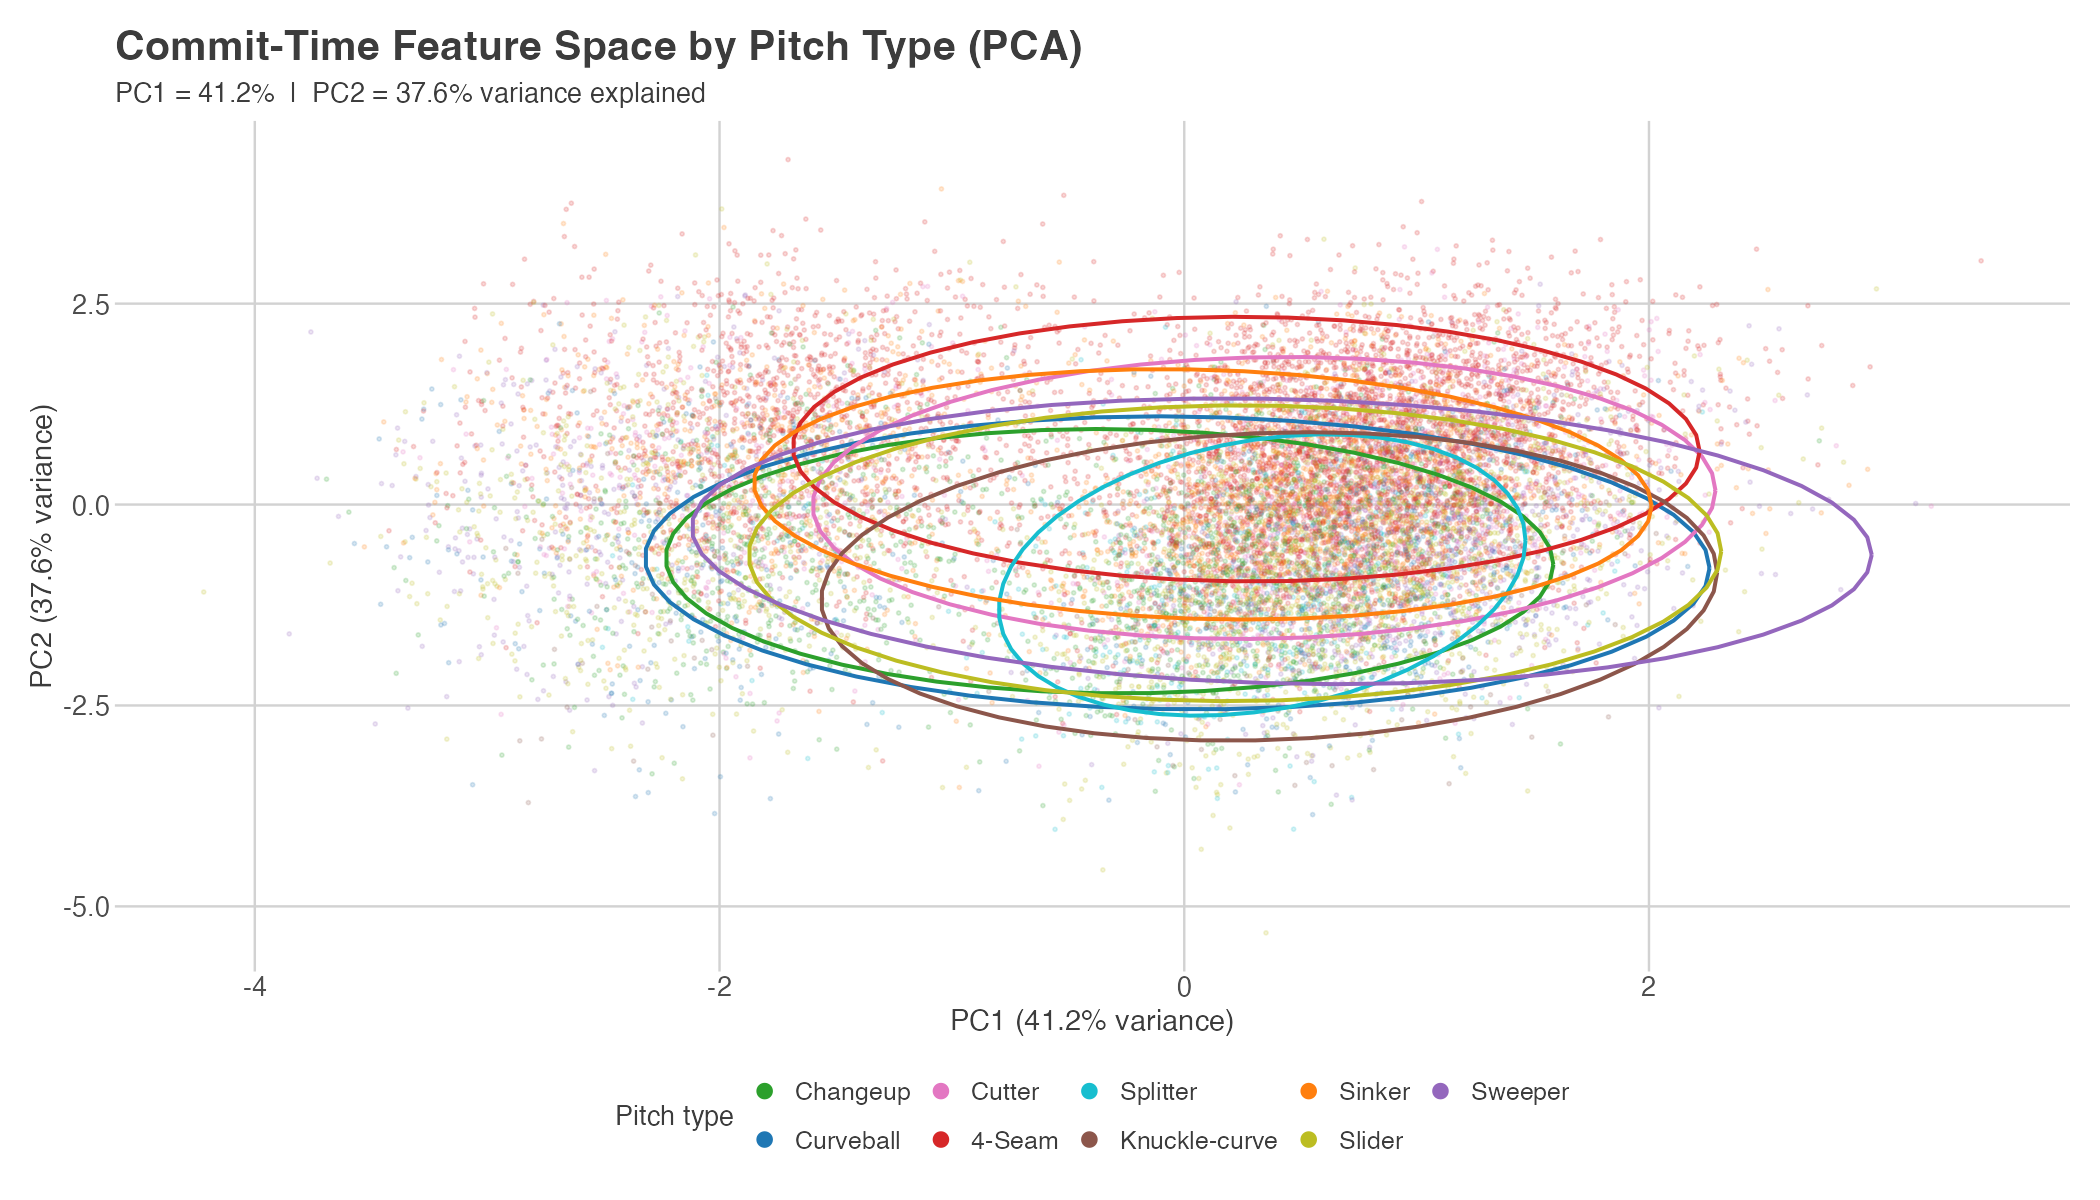 Commit-Time Feature Space by Pitch Type (PCA)
PC1 = 41.2% | PC2 = 37.6% variance explained
PC2 (37.6% variance)
2.5
0.0
-2.5
-5.0
-4
-2
0
2
PC1 (41.2% variance)
Pitch type
Changeup
Cutter
Splitter
Sinker
Sweeper
Curveball
4-Seam
Knuckle-curve
Slider